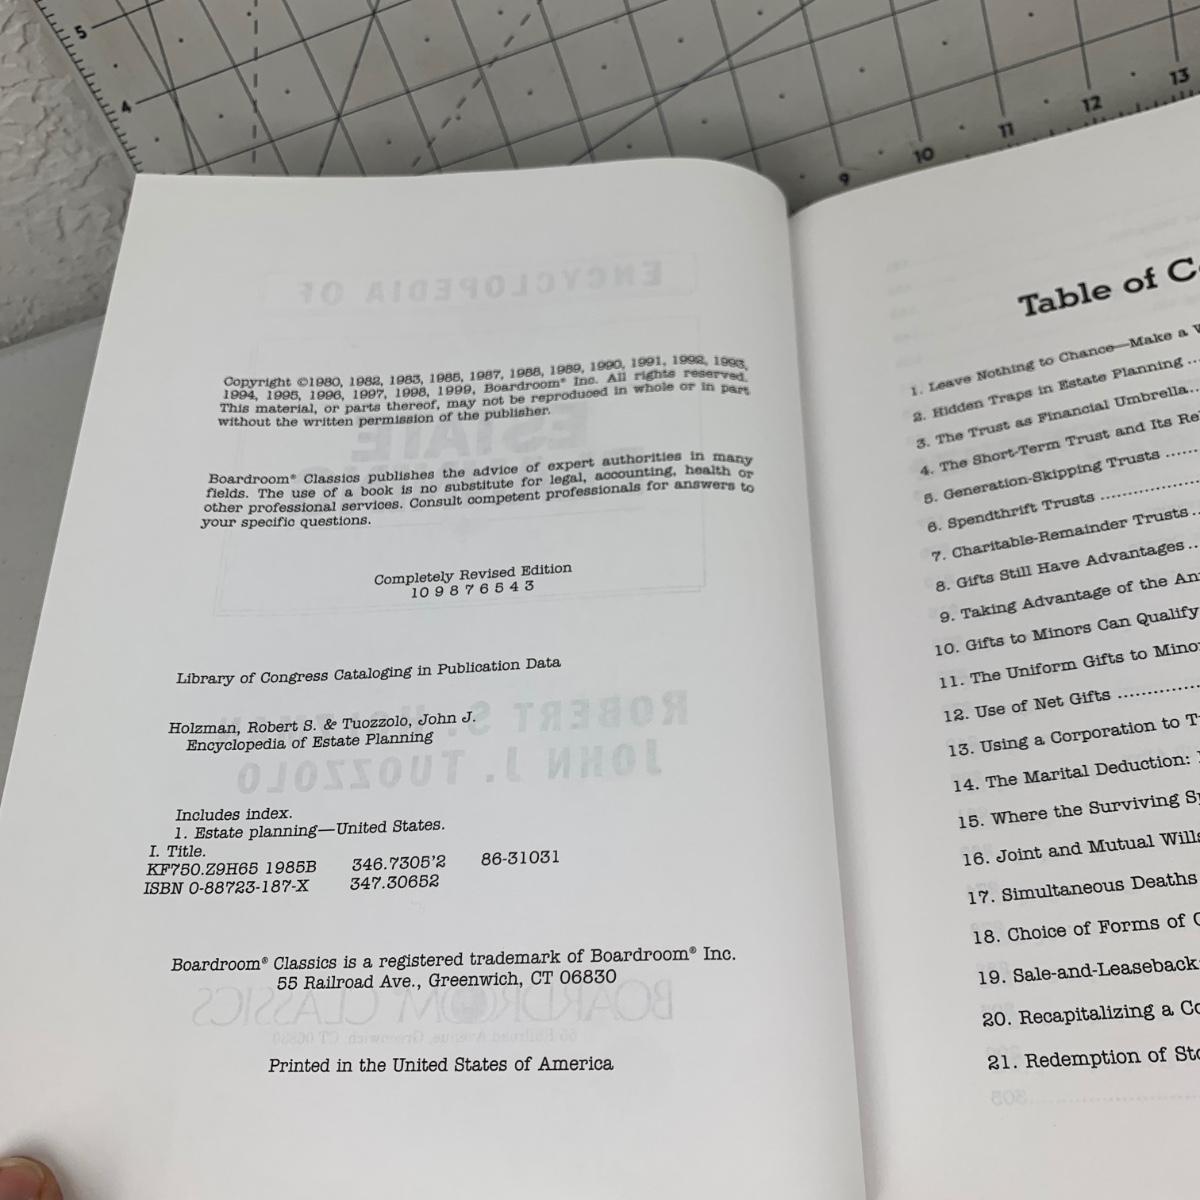 5
4
9
10
11
12
13
Copyright ©1980, 1982, 1983, 1985, 1987, 1988, 1989, 1990, 1991, 1992, 1993,
1994, 1995, 1996, 1997, 1998, 1999, Boardroom® Inc. All rights reserved.
This material, or parts thereof, may not be reproduced in whole or in part
without the written permission of the publisher.
Boardroom® Classics publishes the advice of expert authorities in many
fields. The use of a book is no substitute for legal, accounting, health or
other professional services. Consult competent professionals for answers to
your specific questions.
Completely Revised Edition
10 9 8 7 6 5 4 3
Library of Congress Cataloging in Publication Data
Holzman, Robert S. & Tuozzolo, John J.
Encyclopedia of Estate Planning
Includes index.
1. Estate planning—United States.
I. Title.
KF750.Z9H65 1985B 346.7305'2 86-31031
ISBN 0-88723-187-X 347.30652
Boardroom® Classics is a registered trademark of Boardroom® Inc.
55 Railroad Ave., Greenwich, CT 06830
Printed in the United States of America
Table of
1. Leave Nothing to Chance—Make a
2. Hidden Traps in Estate Planning ...
3. The Trust as Financial Umbrella..
4. The Short-Term Trust and Its
5. Generation-Skipping Trusts ......
6. Spendthrift Trusts ..................
7. Charitable-Remainder Trusts ..
8. Gifts Still Have Advantages ..
9. Taking Advantage of the
10. Gifts to Minors Can Qualify
11. The Uniform Gifts to
12. Use of Net Gifts ...............
13. Using a Corporation to
14. The Marital Deduction:
15. Where the Surviving
16. Joint and Mutual Wills
17. Simultaneous Deaths
18. Choice of Forms of
19. Sale-and-Leaseback
20. Recapitalizing a
21. Redemption of